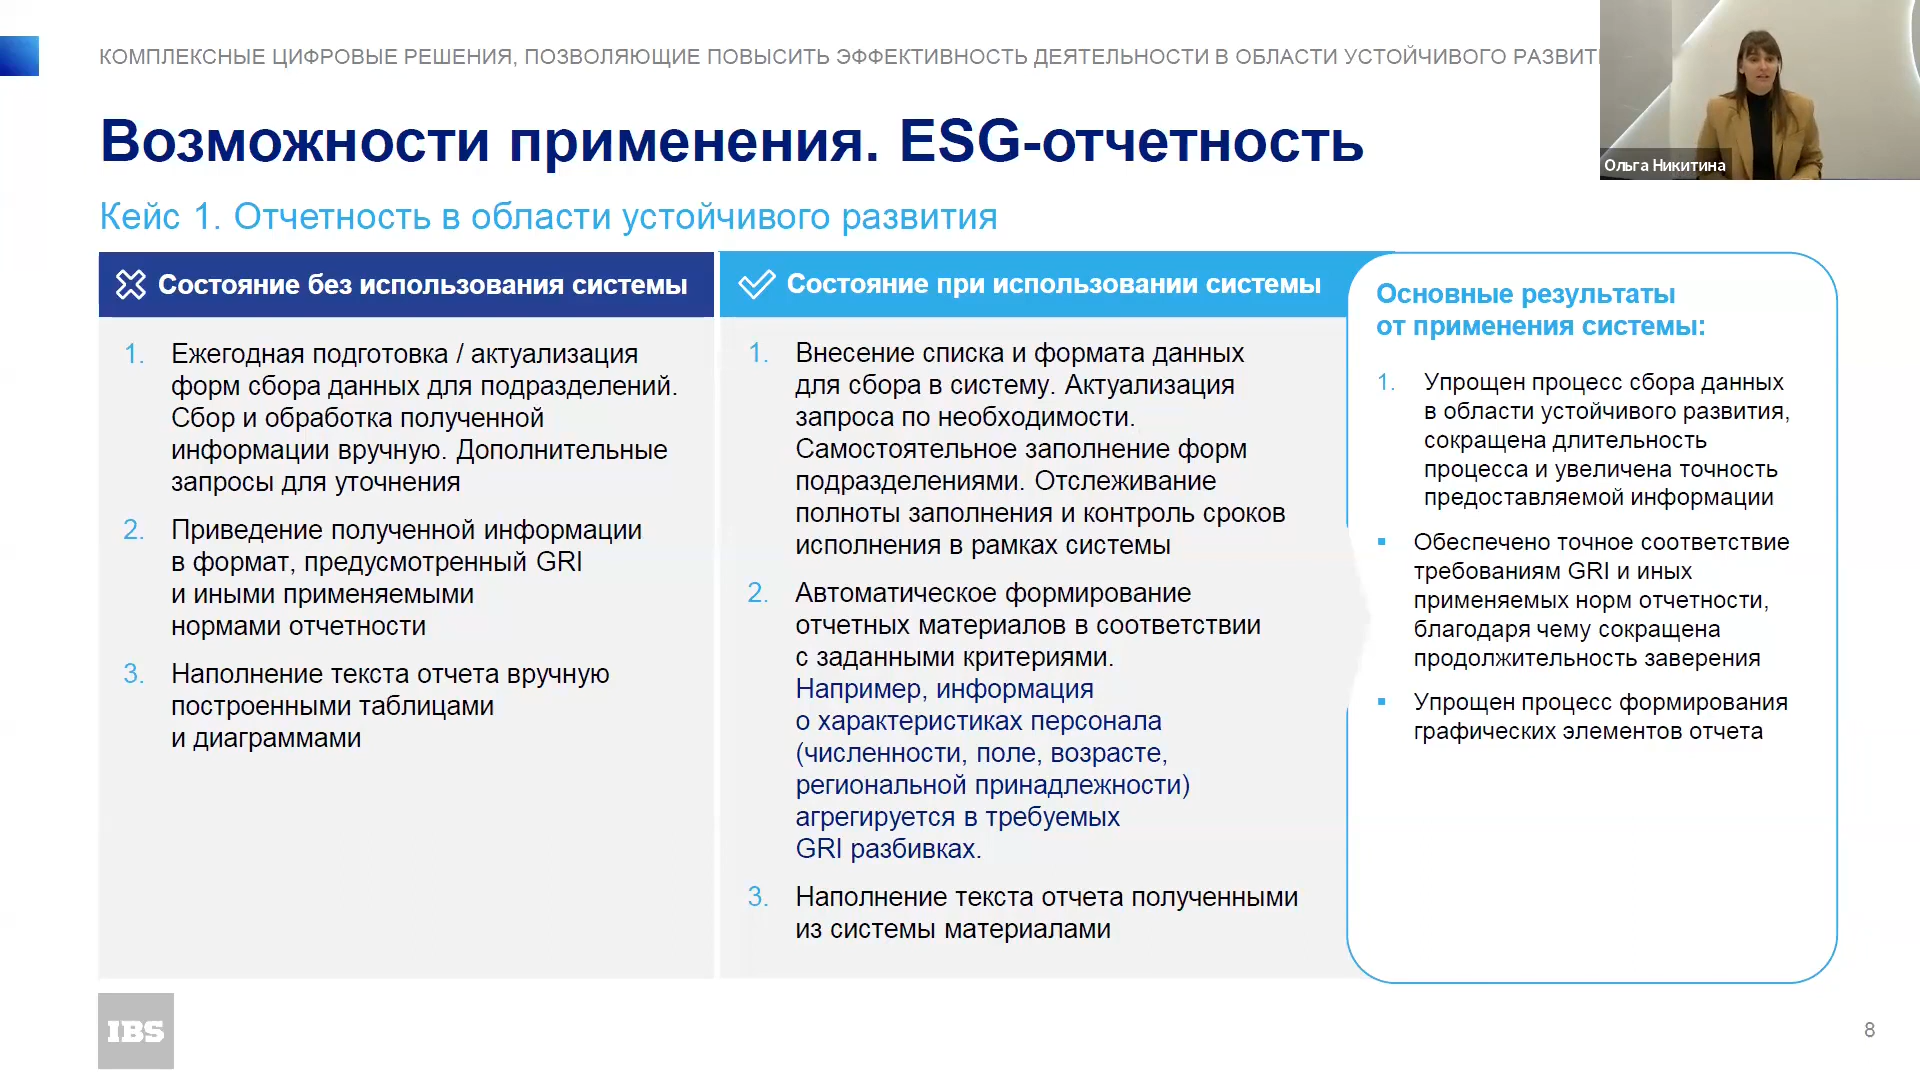 КОМПЛЕКСНЫЕ ЦИФРОВЫЕ РЕШЕНИЯ, ПОЗВОЛЯЮЩИЕ ПОВЫСИТЬ ЭФФЕКТИВНОСТЬ ДЕЯТЕЛЬНОСТИ В ОБЛАСТИ УСТОЙЧИВОГО
Ольга Никитина
Возможности применения. ESG-отчетность
Кейс 1. Отчетность в области устойчивого развития
Состояние без использования системы
1. Ежегодная подготовка / актуализация
форм сбора данных для подразделений.
Сбор и обработка полученной
информации вручную. Дополнительные
запросы для уточнения
2. Приведение полученной информации
в формат, предусмотренный GRI
и иными применяемыми
нормами отчетности
3. Наполнение текста отчета вручную
построенными таблицами
и диаграммами
Состояние при использовании системы
1. Внесение списка и формата данных
для сбора в систему. Актуализация
запроса по необходимости.
Самостоятельное заполнение форм
подразделениями. Отслеживание
полноты заполнения и контроль сроков
исполнения в рамках системы
2. Автоматическое формирование
отчетных материалов в соответствии
с заданными критериями.
Например, информация
о характеристиках персонала
(численности, поле, возрасте,
региональной принадлежности)
агрегируется в требуемых
GRI разбивках.
3. Наполнение текста отчета полученными
из системы материалами
Основные результаты
от применения системы:
1. Упрощен процесс сбора данных
в области устойчивого развития,
сокращена длительность
процесса и увеличена точность
предоставляемой информации
▪ Обеспечено точное соответствие
требованиям GRI и иных
применяемых норм отчетности,
благодаря чему сокращена
продолжительность заверения
▪ Упрощен процесс формирования
графических элементов отчета
IBS
8